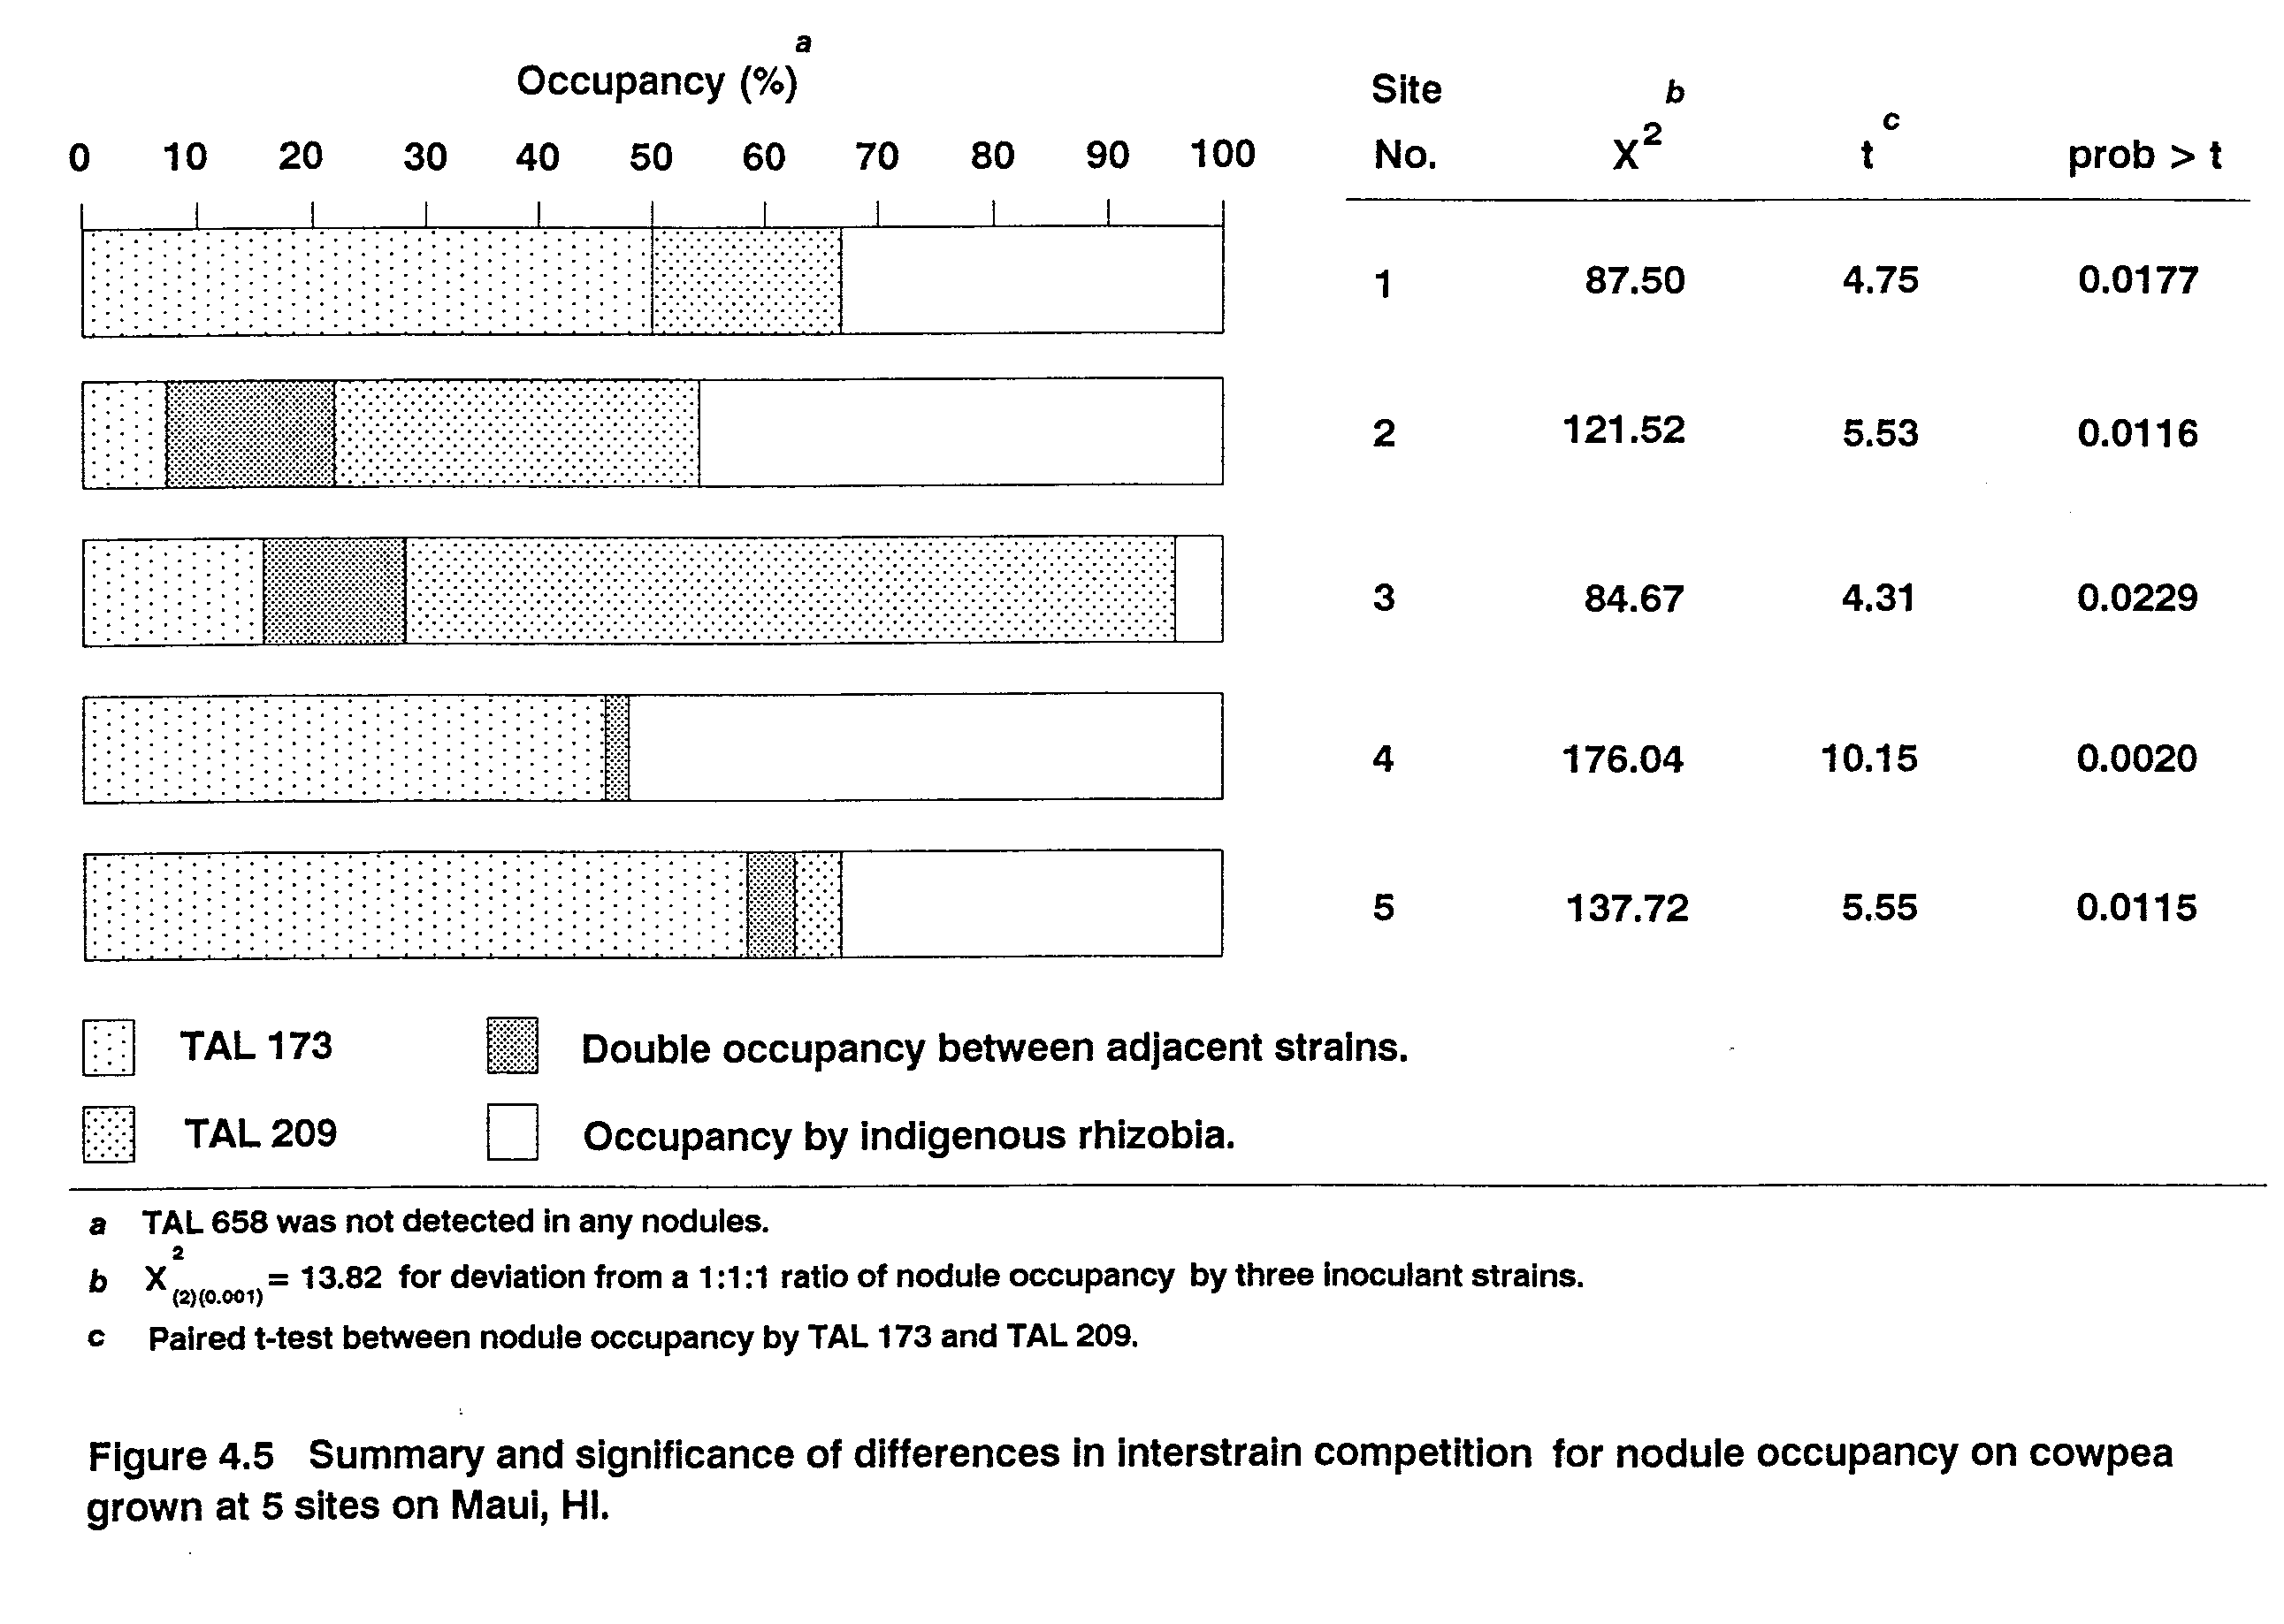 Occupancy (%) a
0 10 20 30 40 50 60 70 80 90 100
Site b c
No. X2 t prob > t
1 87.50 4.75 0.0177
2 121.52 5.53 0.0116
3 84.67 4.31 0.0229
4 176.04 10.15 0.0020
5 137.72 5.55 0.0115
TAL 173 Double occupancy between adjacent strains.
TAL 209 Occupancy by indigenous rhizobia.
a TAL 658 was not detected in any nodules.
b X2(2)(0.001) = 13.82 for deviation from a 1:1:1 ratio of nodule occupancy by three inoculant strains.
c Paired t-test between nodule occupancy by TAL 173 and TAL 209.
Figure 4.5 Summary and significance of differences in interstrain competition for nodule occupancy on cowpea
grown at 5 sites on Maui, HI.